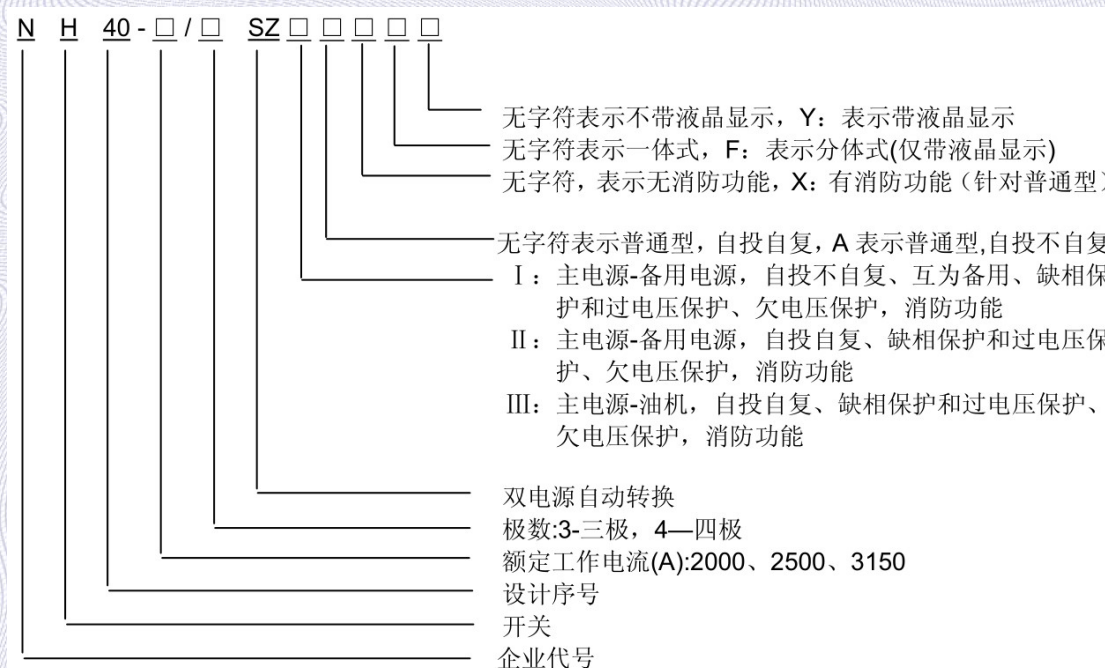 N H 40-□/□ SZ□□□□□
无字符表示不带液晶显示，Y：表示带液晶显示
无字符表示一体式，F：表示分体式(仅带液晶显示)
无字符，表示无消防功能，X：有消防功能（针对普通型）
无字符表示普通型，自投自复，A 表示普通型,自投不自复
Ⅰ：主电源-备用电源，自投不自复、互为备用、缺相保
护和过电压保护、欠电压保护，消防功能
Ⅱ：主电源-备用电源，自投自复、缺相保护和过电压保
护、欠电压保护，消防功能
Ⅲ：主电源-油机，自投自复、缺相保护和过电压保护、
欠电压保护，消防功能
双电源自动转换
极数:3-三极，4—四极
额定工作电流(A):2000、2500、3150
设计序号
开关
企业代号